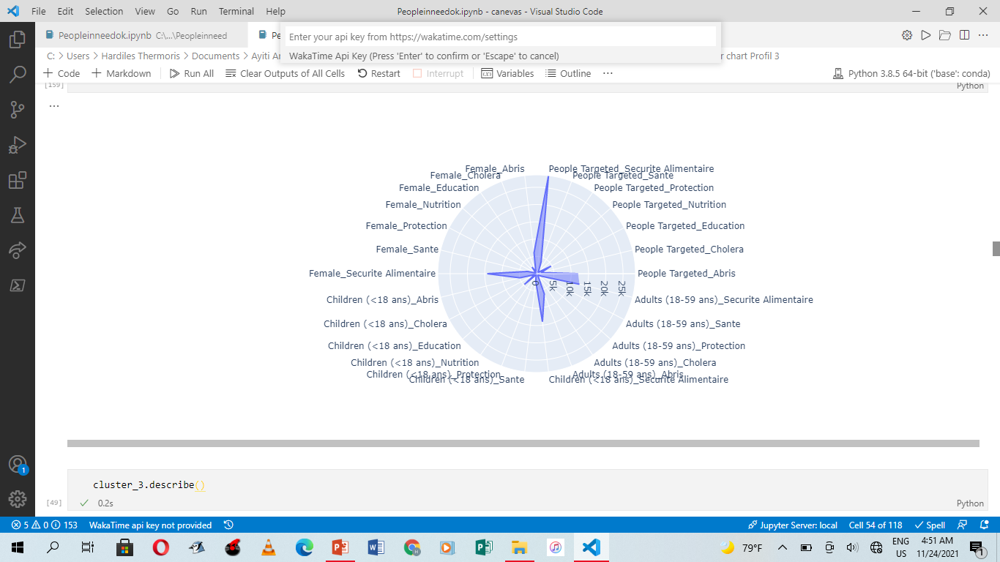 File Edit Selection View Go Run Terminal Help
Peopleinneedok.ipynb - canevas - Visual Studio Code
Peopleinneedok.ipynb C:\...\Peopleinneed
Enter your api key from https://wakatime.com/settings
WakaTime Api Key (Press 'Enter' to confirm or 'Escape' to cancel)
C: > Users > Hardiles Thermoris > Documents > Ayiti
chart Profil 3
+ Code + Markdown Run All Clear Outputs of All Cells Restart Interrupt Variables Outline ...
Python 3.8.5 64-bit ('base': conda)
[159]
Python
...
Female_Abris
People Targeted_Securite Alimentaire
Female_Cholera
People Targeted_Sante
Female_Education
People Targeted_Protection
Female_Nutrition
People Targeted_Nutrition
Female_Protection
People Targeted_Education
Female_Sante
People Targeted_Cholera
Female_Securite Alimentaire
People Targeted_Abris
0 5k 10k 15k 20k 25k
Children (<18 ans)_Abris
Adults (18-59 ans)_Securite Alimentaire
Children (<18 ans)_Cholera
Adults (18-59 ans)_Sante
Children (<18 ans)_Education
Adults (18-59 ans)_Protection
Children (<18 ans)_Nutrition
Adults (18-59 ans)_Cholera
Children (<18 ans)_Protection
Adults (18-59 ans)_Abris
Children (<18 ans)_Sante
Children (<18 ans)_Securite Alimentaire
cluster_3.describe()
[49]
0.2s
Python
5 0 153 WakaTime api key not provided
Jupyter Server: local Cell 54 of 118 Spell
1
79°F
ENG
US
4:51 AM
11/24/2021
1